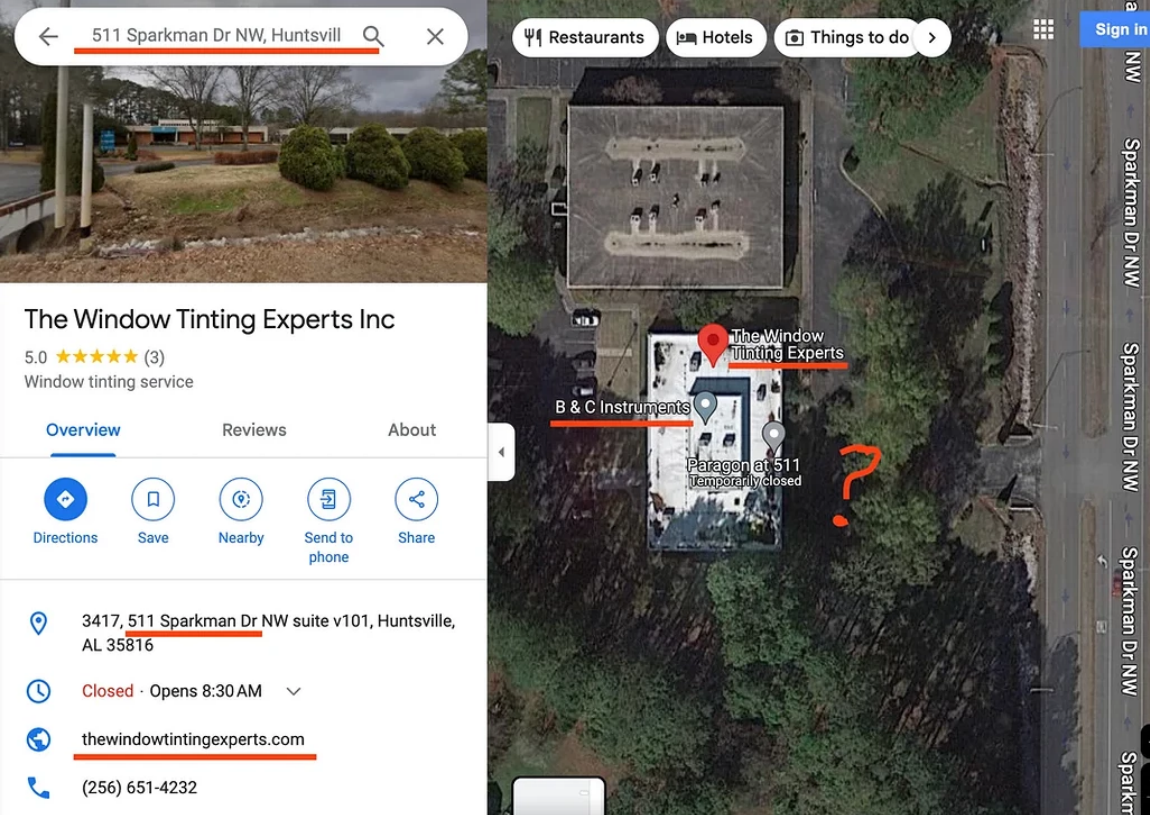 511 Sparkman Dr NW, Huntsvill
The Window Tinting Experts Inc
5.0 (3)
Window tinting service
Overview Reviews About
Directions Save Nearby Send to phone Share
3417, 511 Sparkman Dr NW suite v101, Huntsville,
AL 35816
Closed · Opens 8:30 AM
thewindowtintingexperts.com
(256) 651-4232
Restaurants Hotels Things to do
Sign in
The Window
Tinting Experts
B & C Instruments
Paragon at 511
Temporarily closed
?
NW
Sparkman Dr NW
Sparkman Dr NW
Sparkman Dr NW